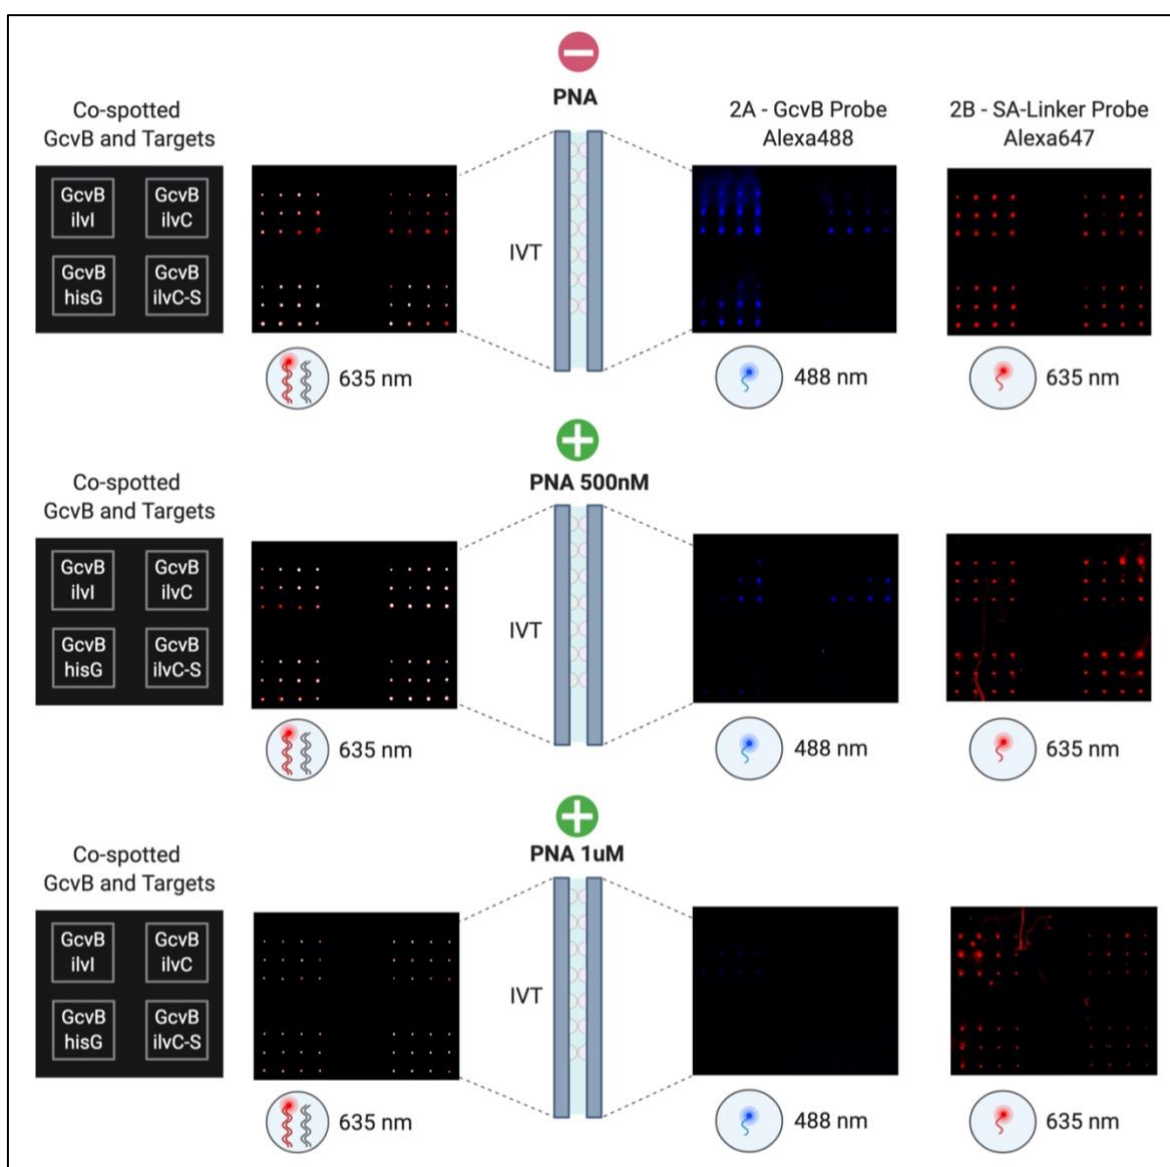 PNA
Co-spotted
GcvB and Targets
2A - GcvB Probe
Alexa488
2B - SA-Linker Probe
Alexa647
GcvB
ilvI
GcvB
ilvC
GcvB
hisG
GcvB
ilvC-S
IVT
635 nm
488 nm
635 nm
PNA 500nM
Co-spotted
GcvB and Targets
GcvB
ilvI
GcvB
ilvC
GcvB
hisG
GcvB
ilvC-S
IVT
635 nm
488 nm
635 nm
PNA 1uM
Co-spotted
GcvB and Targets
GcvB
ilvI
GcvB
ilvC
GcvB
hisG
GcvB
ilvC-S
IVT
635 nm
488 nm
635 nm